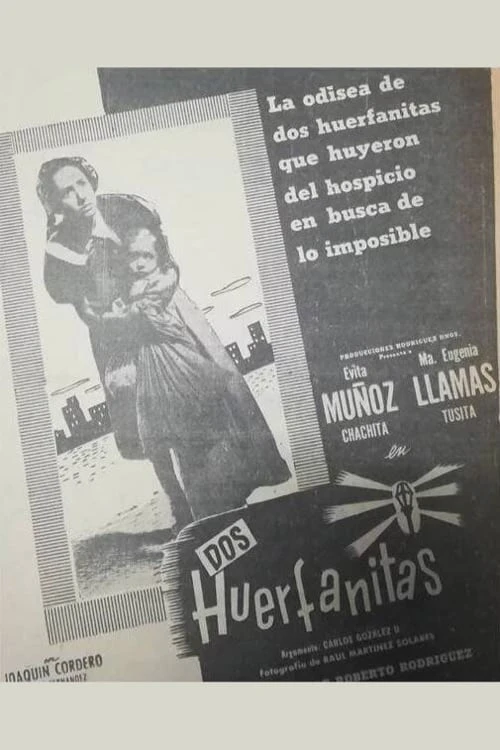 La odisea de
dos huerfanitas
que huyeron
del hospicio
en busca de
lo imposible
PRODUCCIONES RODRIGUEZ HNOS.
Presenta a
Evita
MUÑOZ
CHACHITA
Ma. Eugenia
LLAMAS
TUSITA
en
DOS
Huerfanitas
Argumento: CARLOS GOZALEZ D.
fotografía de RAUL MARTINEZ SOLARES
ROBERTO RODRIGUEZ
JOAQUIN CORDERO